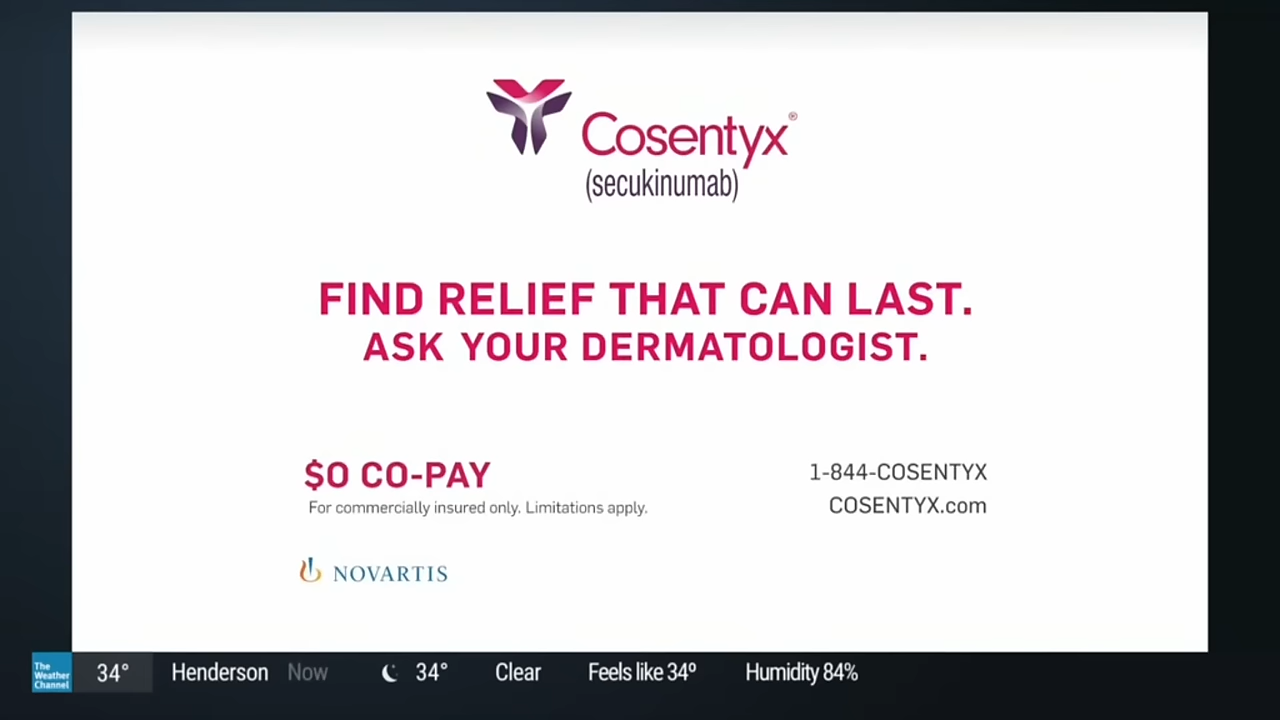 Cosentyx®
(secukinumab)
FIND RELIEF THAT CAN LAST.
ASK YOUR DERMATOLOGIST.
$0 CO-PAY
For commercially insured only. Limitations apply.
1-844-COSENTYX
COSENTYX.com
NOVARTIS
The
Weather
Channel
34° Henderson Now 34° Clear Feels like 34° Humidity 84%